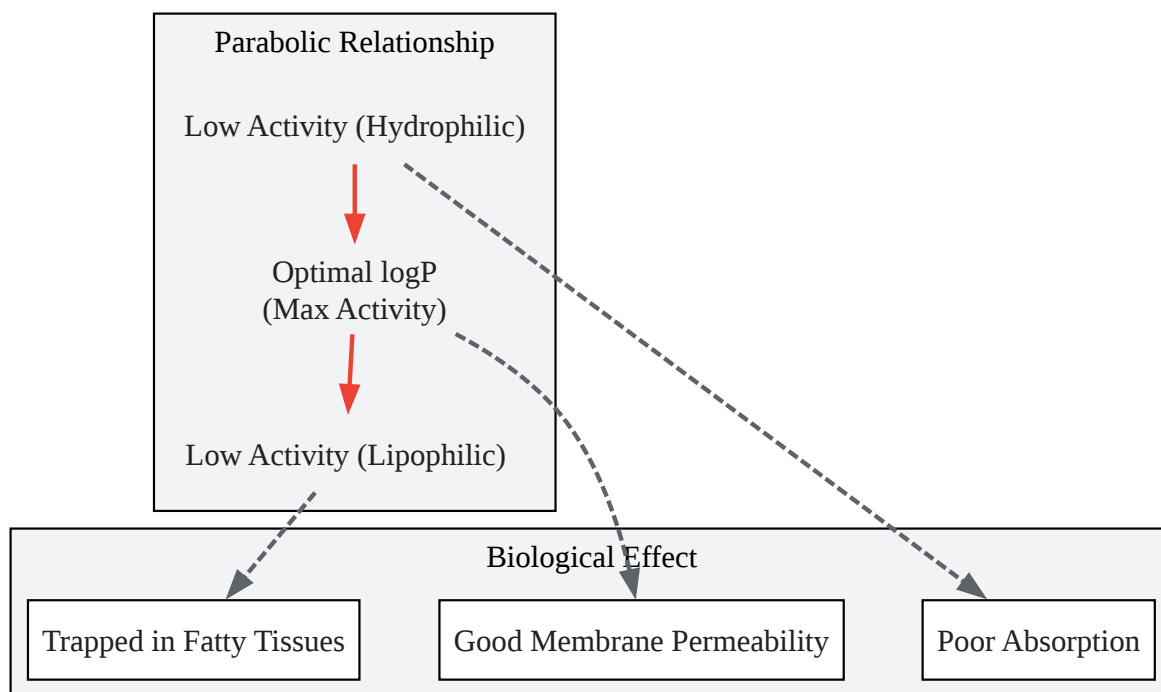 Parabolic Relationship
Low Activity (Hydrophilic)
Optimal logP
(Max Activity)
Low Activity (Lipophilic)
Biological Effect
Trapped in Fatty Tissues
Good Membrane Permeability
Poor Absorption